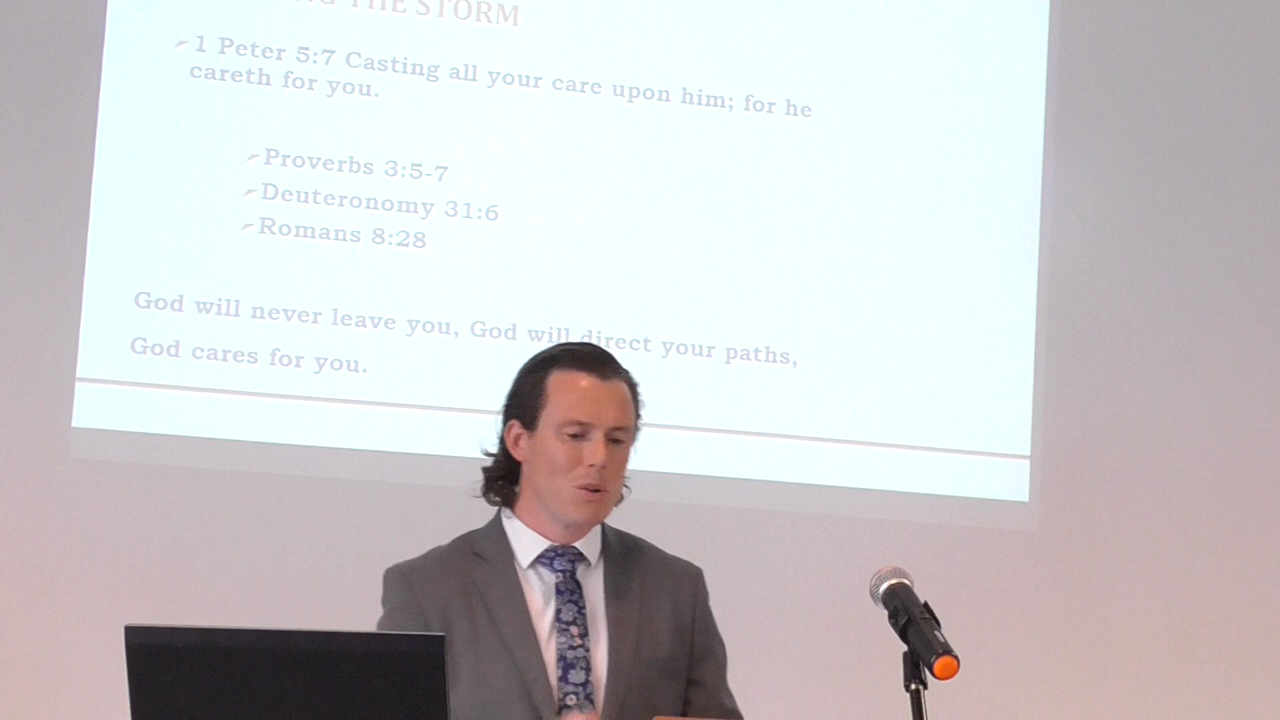 THE STORM
1 Peter 5:7 Casting all your care upon him; for he
careth for you.
Proverbs 3:5-7
Deuteronomy 31:6
Romans 8:28
God will never leave you, God will direct your paths,
God cares for you.